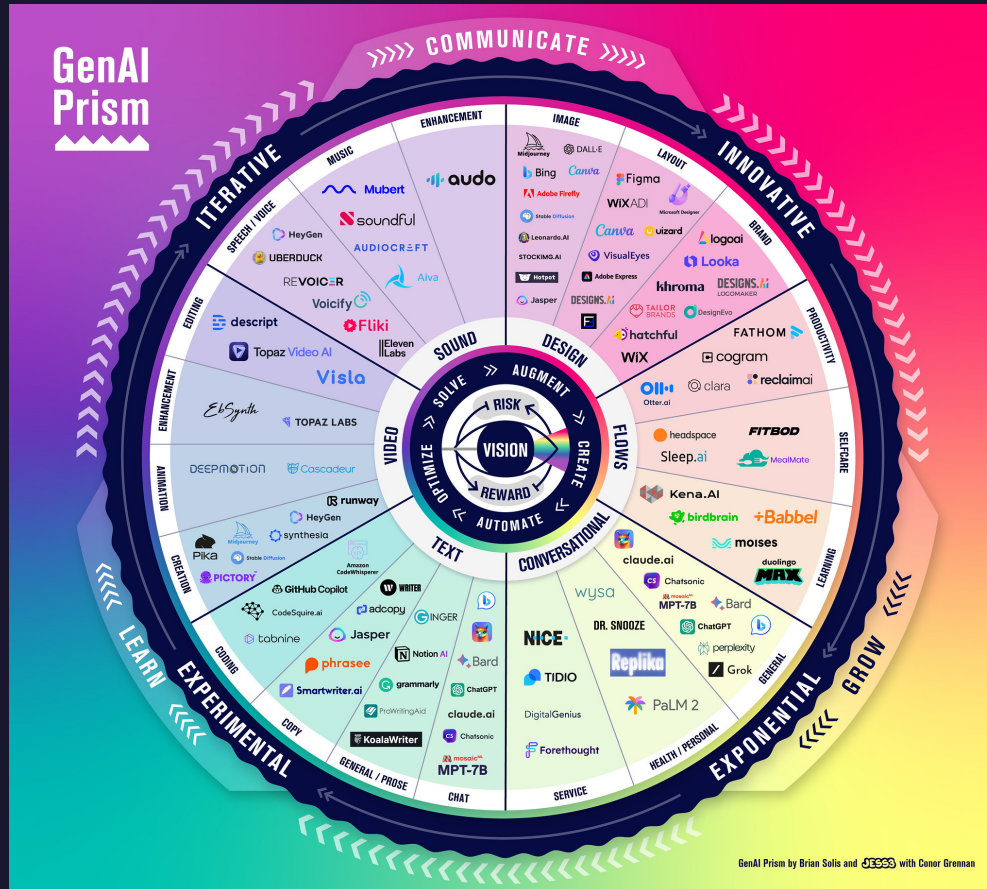 GenAI
Prism
COMMUNICATE
ITERATIVE
INNOVATIVE
LEARN
EXPERIMENTAL
EXPONENTIAL
GROW
SOLVE
AUGMENT
CREATE
AUTOMATE
OPTIMIZE
RISK
VISION
REWARD
SOUND
DESIGN
FLOWS
CONVERSATIONAL
TEXT
VIDEO
ENHANCEMENT
audo
MUSIC
Mubert
soundful
AUDIOCRAFT
Aiva
SPEECH / VOICE
HeyGen
UBERDUCK
REVOICER
Voicify
Fliki
Eleven
Labs
IMAGE
Midjourney
DALL·E
Bing
Canva
Adobe Firefly
Stable Diffusion
Leonardo.AI
STOCKIMG.AI
Hotpot
Jasper
LAYOUT
Figma
WiX ADI
Microsoft Designer
Canva
uizard
VisualEyes
Adobe Express
DESIGNS.Ai
BRAND
logoai
Looka
khroma
DESIGNS.Ai
LOGOMAKER
TAILOR
BRANDS
DesignEvo
hatchful
WiX
PRODUCTIVITY
FATHOM
cogram
Otter.ai
clara
reclaimai
SELFCARE
headspace
FITBOD
Sleep.ai
MealMate
LEARNING
Kena.AI
birdbrain
Babbel
moises
duolingo
MAX
GENERAL
claude.ai
CS
Chatsonic
mosaicML
MPT-7B
Bard
ChatGPT
perplexity
Grok
HEALTH / PERSONAL
wysa
DR. SNOOZE
Replika
PaLM 2
SERVICE
NICE
TIDIO
DigitalGenius
Forethought
CHAT
Bard
ChatGPT
claude.ai
CS
Chatsonic
mosaicML
MPT-7B
GENERAL / PROSE
GINGER
Notion AI
grammarly
ProWritingAid
KoalaWriter
COPY
WRITER
adcopy
Jasper
phrasee
Smartwriter.ai
CODING
Amazon
CodeWhisperer
GitHub Copilot
CodeSquire.ai
tabnine
CREATION
runway
HeyGen
synthesia
Midjourney
Pika
Stable Diffusion
PICTORY
ANIMATION
DEEPMOTION
Cascadeur
ENHANCEMENT
EbSynth
TOPAZ LABS
EDITING
descript
Topaz Video AI
Visla
GenAI Prism by Brian Solis and JESS3 with Conor Grennan